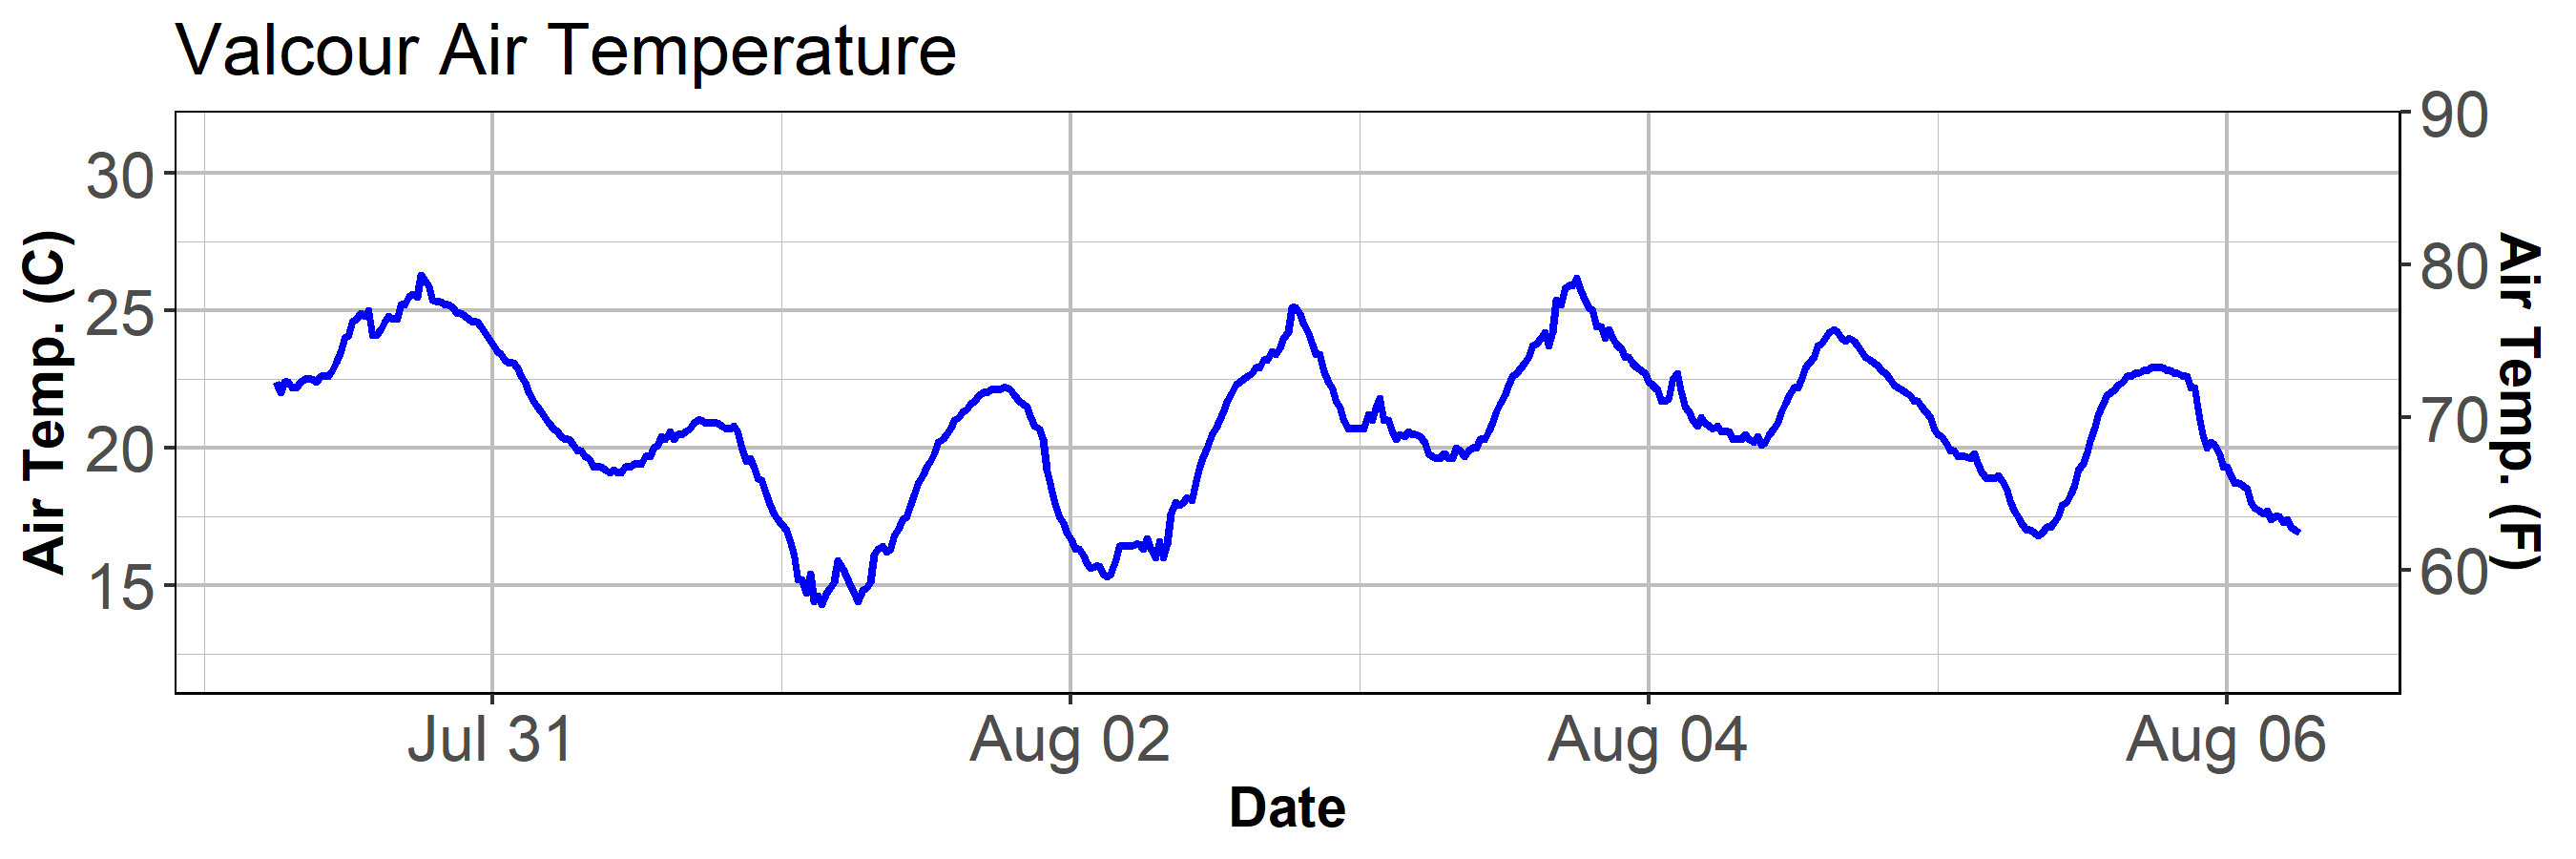 Valcour Air Temperature
Air Temp. (C)
30
25
20
15
90
80
70
60
Air Temp. (F)
Jul 31
Aug 02
Aug 04
Aug 06
Date